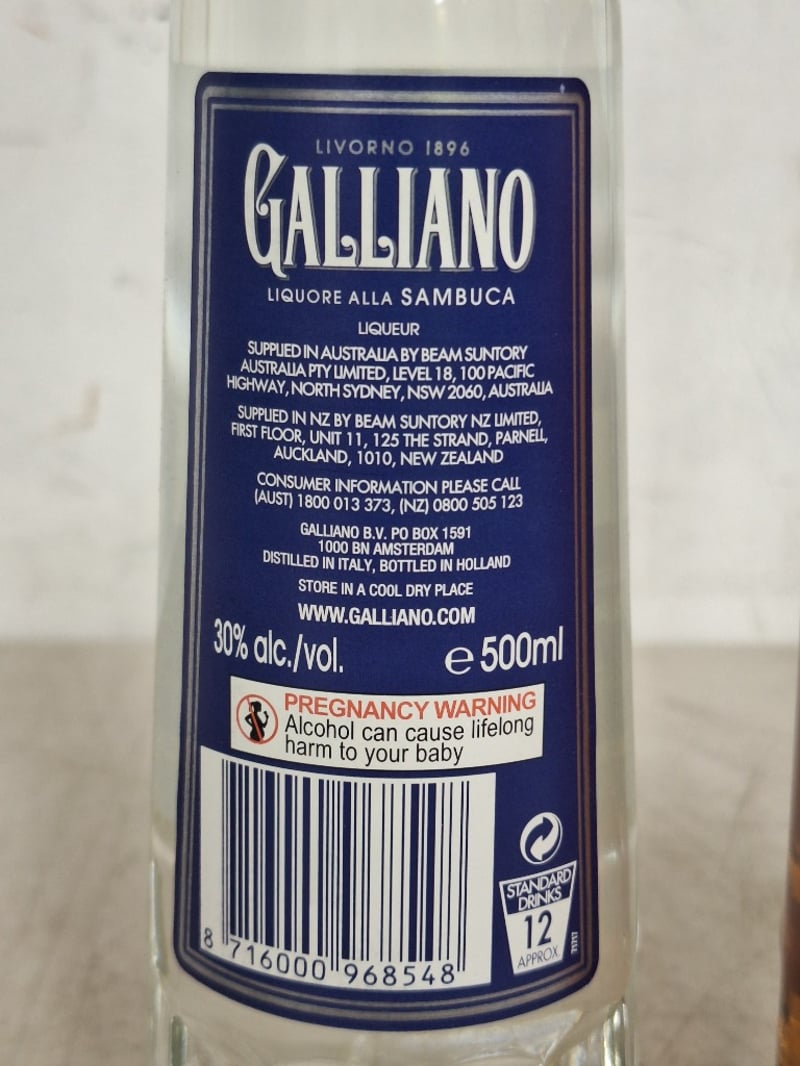 LIVORNO 1896
GALLIANO
LIQUORE ALLA SAMBUCA
LIQUEUR
SUPPLIED IN AUSTRALIA BY BEAM SUNTORY
AUSTRALIA PTY LIMITED, LEVEL 18, 100 PACIFIC
HIGHWAY, NORTH SYDNEY, NSW 2060, AUSTRALIA
SUPPLIED IN NZ BY BEAM SUNTORY NZ LIMITED,
FIRST FLOOR, UNIT 11, 125 THE STRAND, PARNELL,
AUCKLAND, 1010, NEW ZEALAND
CONSUMER INFORMATION PLEASE CALL
(AUST) 1800 013 373, (NZ) 0800 505 123
GALLIANO B.V. PO BOX 1591
1000 BN AMSTERDAM
DISTILLED IN ITALY, BOTTLED IN HOLLAND
STORE IN A COOL DRY PLACE
WWW.GALLIANO.COM
30% alc./vol. ℮ 500ml
PREGNANCY WARNING
Alcohol can cause lifelong
harm to your baby
STANDARD
DRINKS
12
APPROX
8 716000 968548